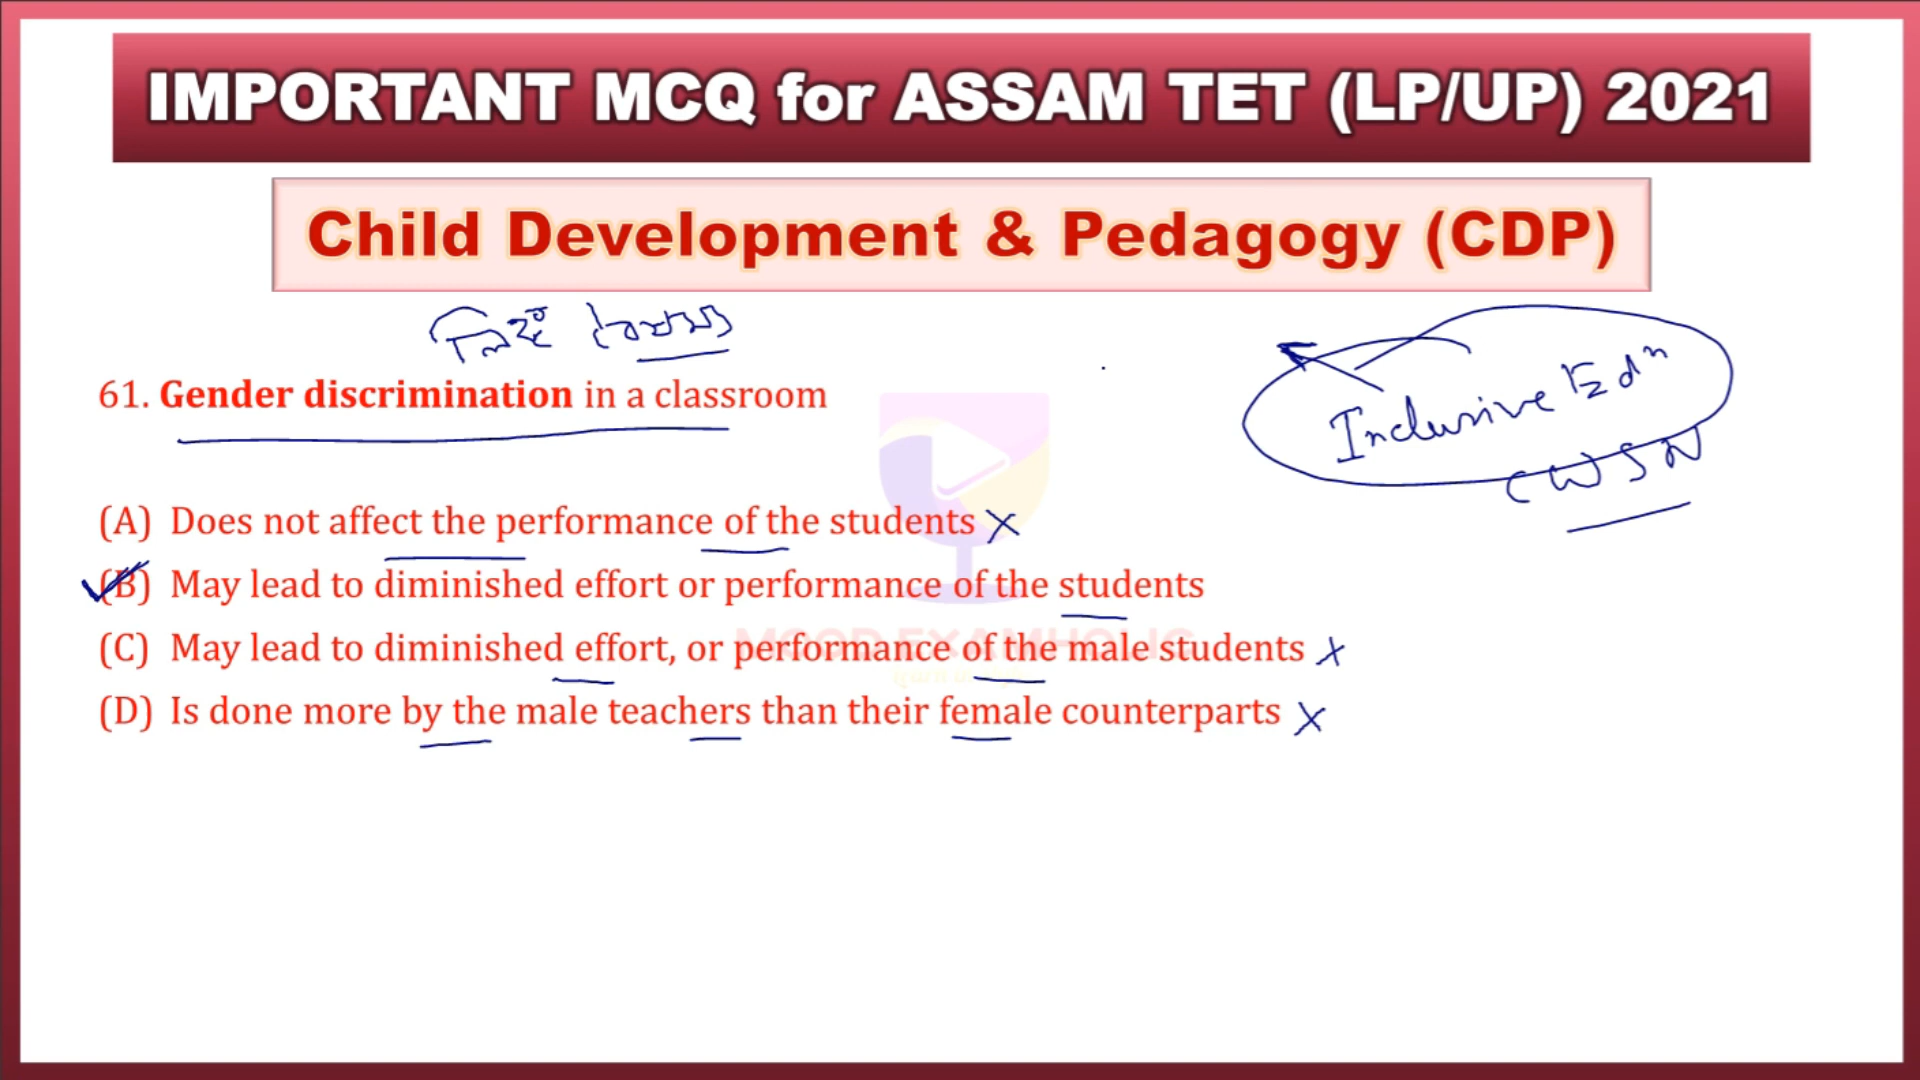 IMPORTANT MCQ for ASSAM TET (LP/UP) 2021
Child Development & Pedagogy (CDP)
61. Gender discrimination in a classroom
Inclusive Edn
CWSN
(A) Does not affect the performance of the students X
(B) May lead to diminished effort or performance of the students
(C) May lead to diminished effort, or performance of the male students X
(D) Is done more by the male teachers than their female counterparts X
MOOD EXAMHOLIC